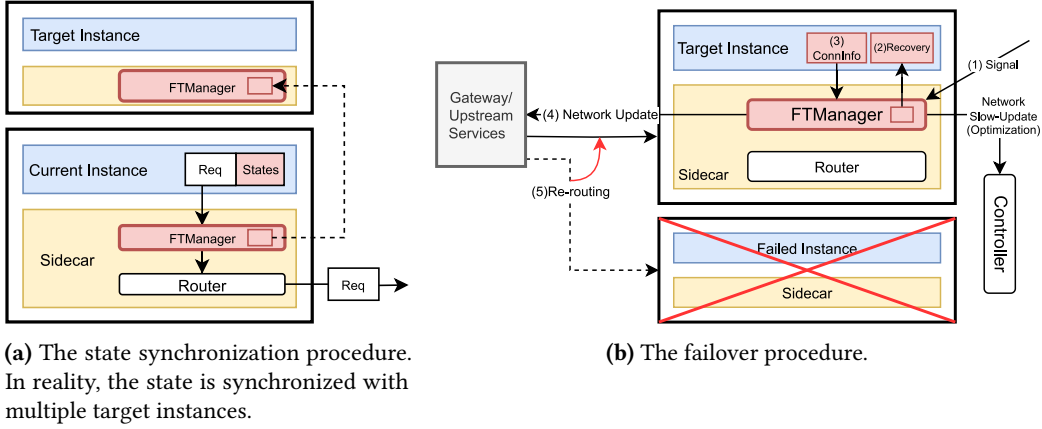 Target Instance
FTManager
Current Instance
Req
States
Sidecar
FTManager
Router
Req
(a) The state synchronization procedure.
In reality, the state is synchronized with
multiple target instances.
Target Instance
(3)
ConnInfo
(2)Recovery
(1) Signal
Gateway/
Upstream
Services
(4) Network Update
FTManager
Network
Slow-Update
(Optimization)
Router
Sidecar
(5)Re-routing
Controller
Failed Instance
Sidecar
(b) The failover procedure.